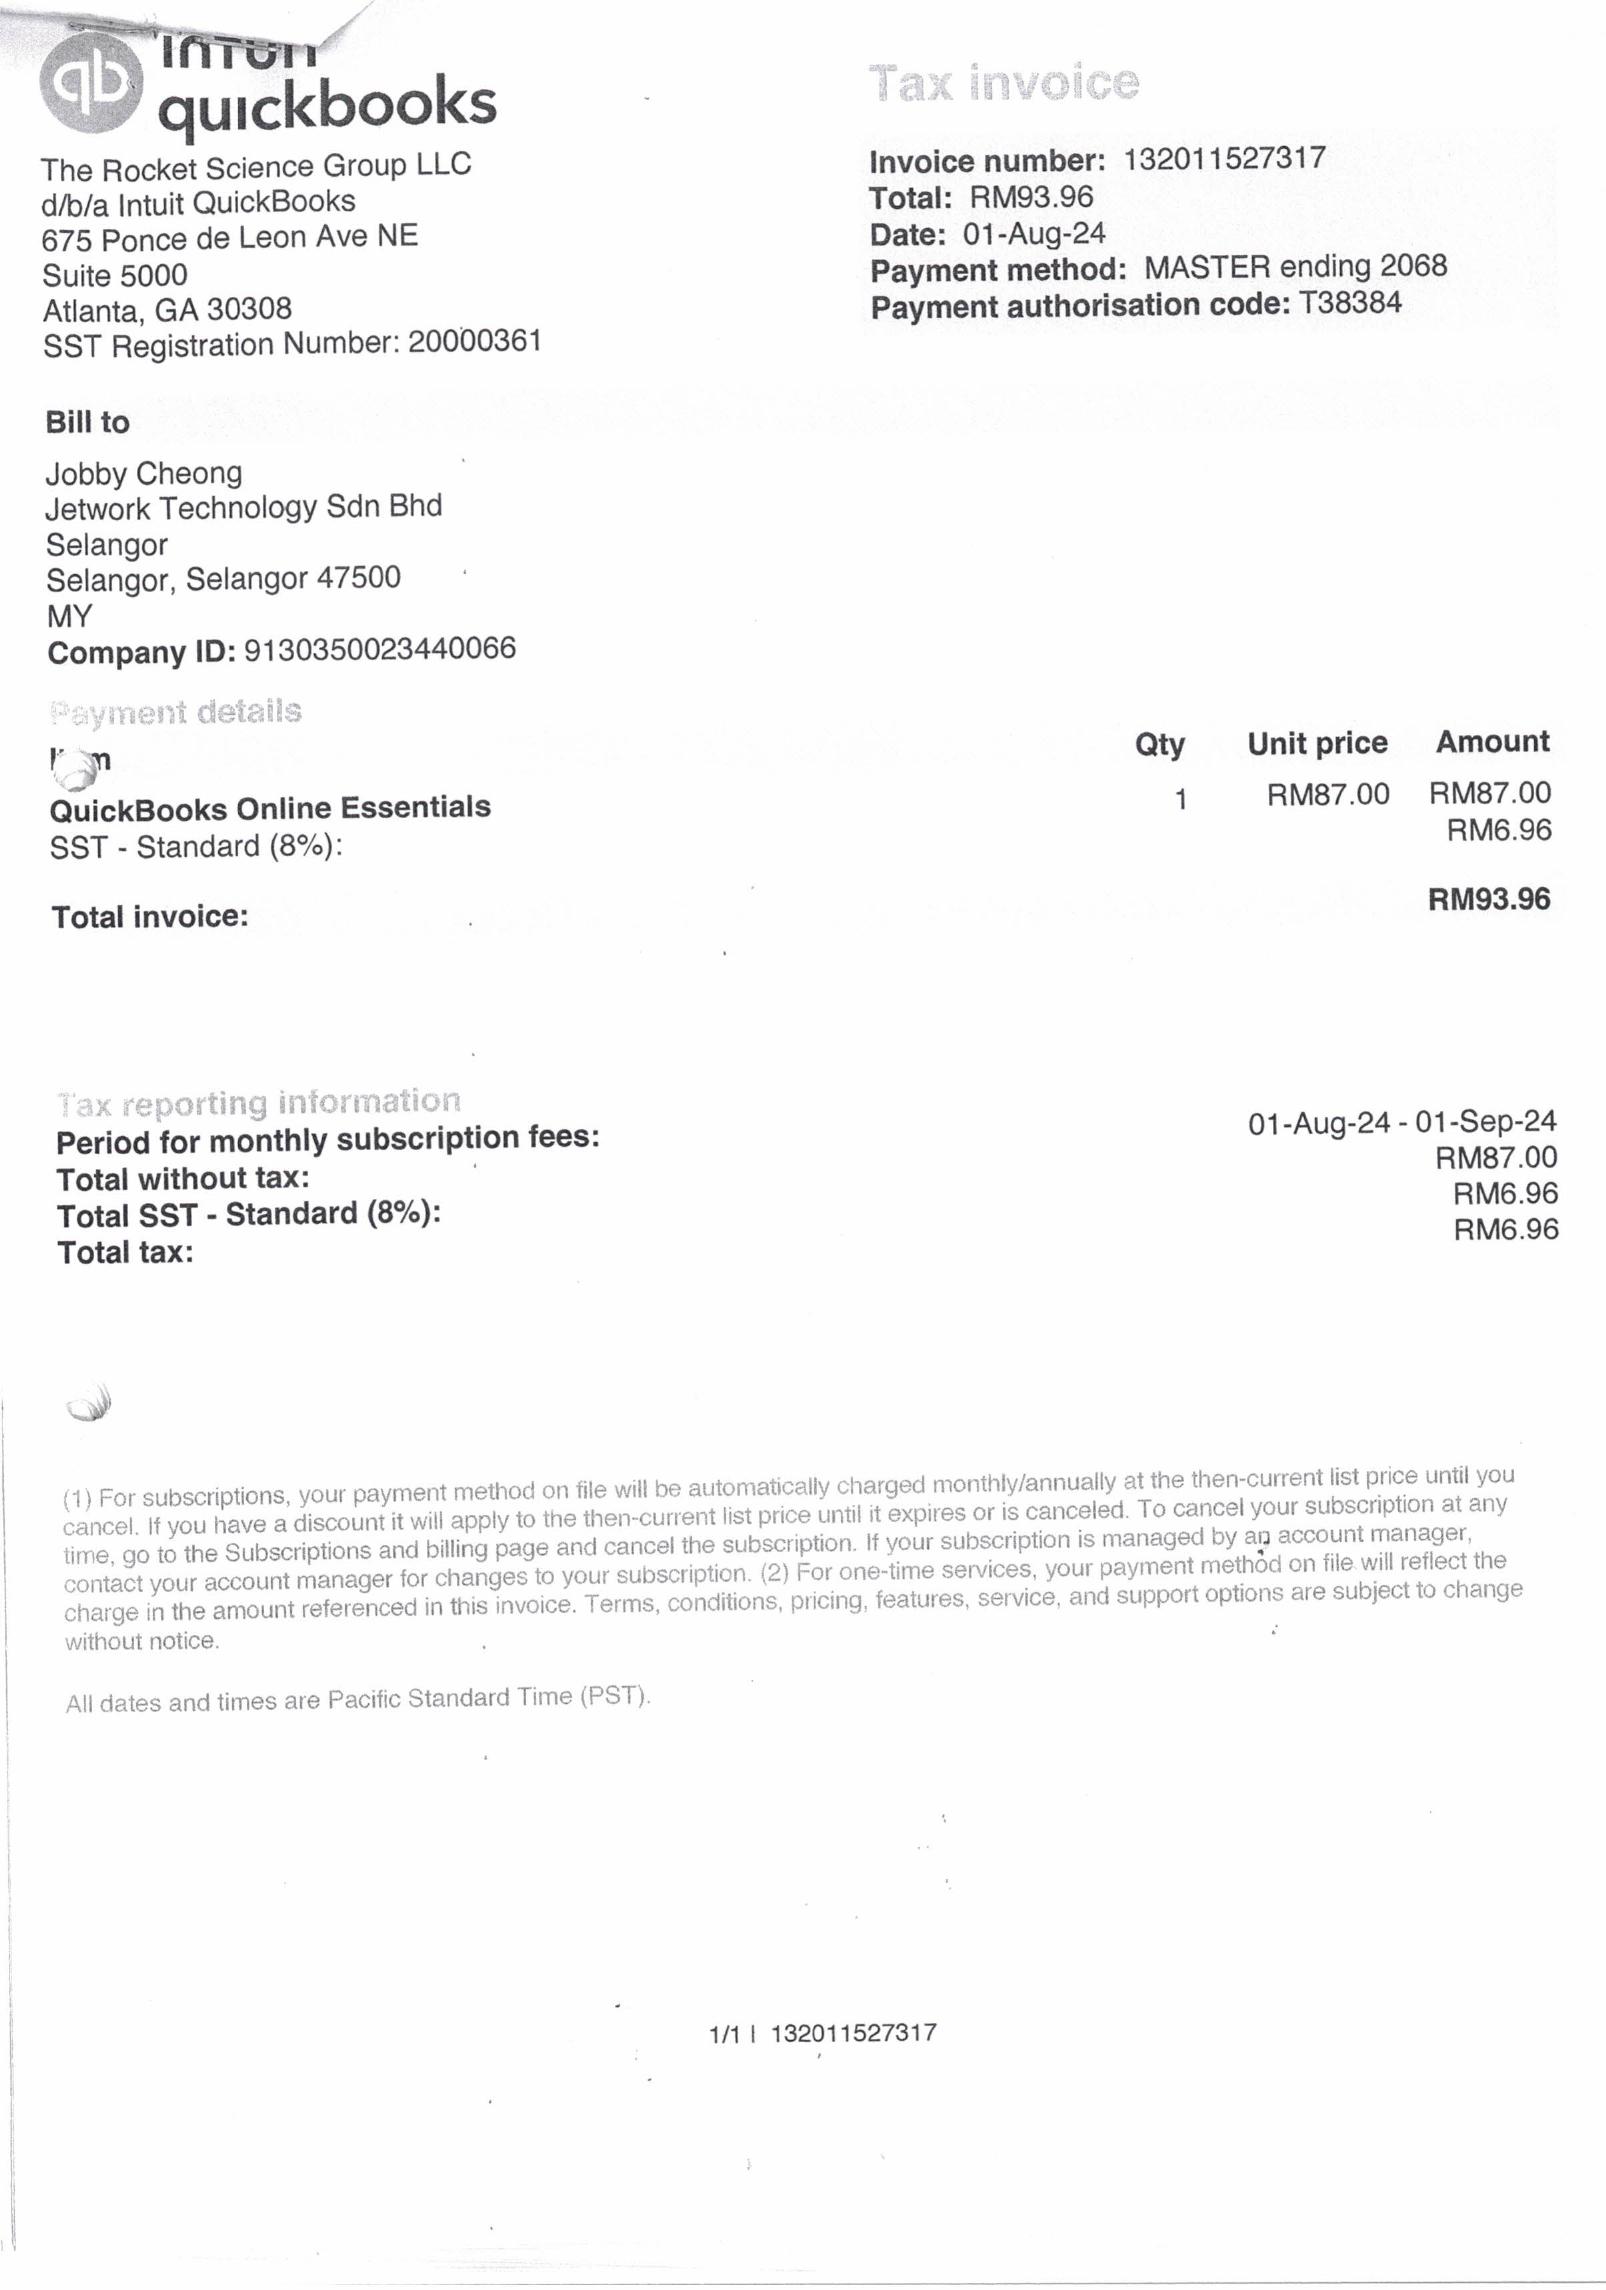 intuit
quickbooks
The Rocket Science Group LLC
d/b/a Intuit QuickBooks
675 Ponce de Leon Ave NE
Suite 5000
Atlanta, GA 30308
SST Registration Number: 20000361
Tax invoice
Invoice number: 132011527317
Total: RM93.96
Date: 01-Aug-24
Payment method: MASTER ending 2068
Payment authorisation code: T38384
Bill to
Jobby Cheong
Jetwork Technology Sdn Bhd
Selangor
Selangor, Selangor 47500
MY
Company ID: 9130350023440066
Payment details
Item Qty Unit price Amount
QuickBooks Online Essentials 1 RM87.00 RM87.00
SST - Standard (8%): RM6.96
Total invoice: RM93.96
Tax reporting information
Period for monthly subscription fees: 01-Aug-24 - 01-Sep-24
Total without tax: RM87.00
Total SST - Standard (8%): RM6.96
Total tax: RM6.96
(1) For subscriptions, your payment method on file will be automatically charged monthly/annually at the then-current list price until you
cancel. If you have a discount it will apply to the then-current list price until it expires or is canceled. To cancel your subscription at any
time, go to the Subscriptions and billing page and cancel the subscription. If your subscription is managed by an account manager,
contact your account manager for changes to your subscription. (2) For one-time services, your payment method on file will reflect the
charge in the amount referenced in this invoice. Terms, conditions, pricing, features, service, and support options are subject to change
without notice.
All dates and times are Pacific Standard Time (PST).
1/1 | 132011527317